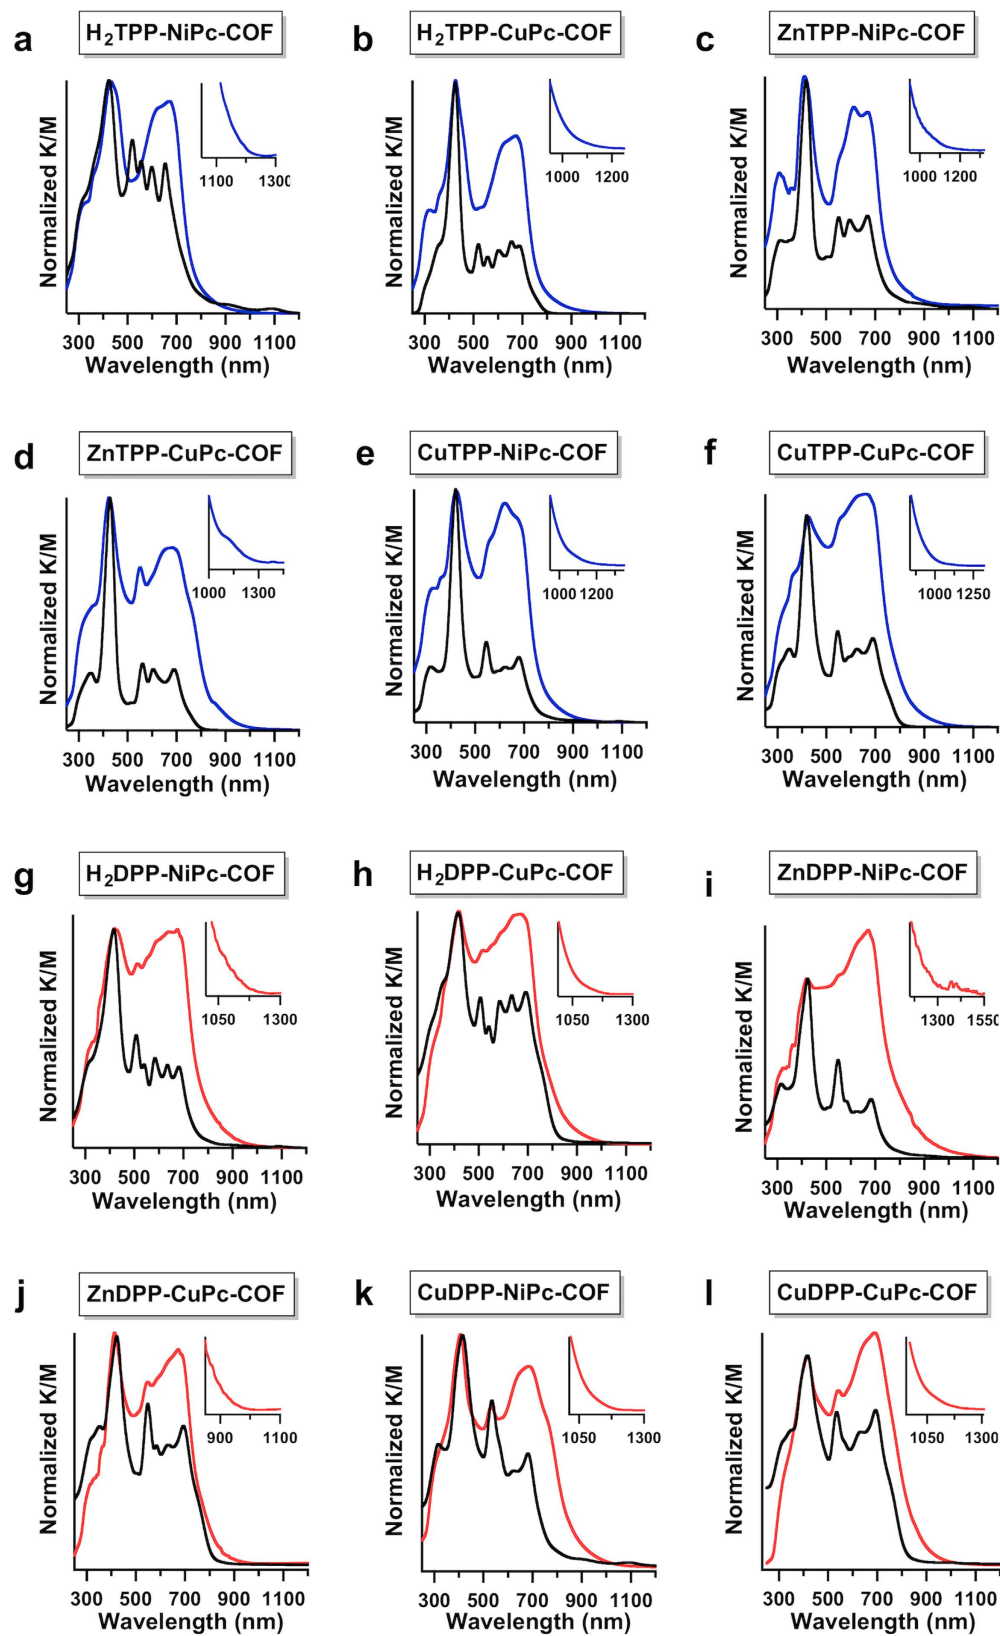 a
H₂TPP-NiPc-COF
b
H₂TPP-CuPc-COF
c
ZnTPP-NiPc-COF
Normalized K/M
1100 1300
Normalized K/M
1000 1200
Normalized K/M
1000 1200
300 500 700 900 1100
Wavelength (nm)
300 500 700 900 1100
Wavelength (nm)
300 500 700 900 1100
Wavelength (nm)
d
ZnTPP-CuPc-COF
e
CuTPP-NiPc-COF
f
CuTPP-CuPc-COF
Normalized K/M
1000 1300
Normalized K/M
1000 1200
Normalized K/M
1000 1250
300 500 700 900 1100
Wavelength (nm)
300 500 700 900 1100
Wavelength (nm)
300 500 700 900 1100
Wavelength (nm)
g
H₂DPP-NiPc-COF
h
H₂DPP-CuPc-COF
i
ZnDPP-NiPc-COF
Normalized K/M
1050 1300
Normalized K/M
1050 1300
Normalized K/M
1300 1550
300 500 700 900 1100
Wavelength (nm)
300 500 700 900 1100
Wavelength (nm)
300 500 700 900 1100
Wavelength (nm)
j
ZnDPP-CuPc-COF
k
CuDPP-NiPc-COF
l
CuDPP-CuPc-COF
Normalized K/M
900 1100
Normalized K/M
1050 1300
Normalized K/M
1050 1300
300 500 700 900 1100
Wavelength (nm)
300 500 700 900 1100
Wavelength (nm)
300 500 700 900 1100
Wavelength (nm)